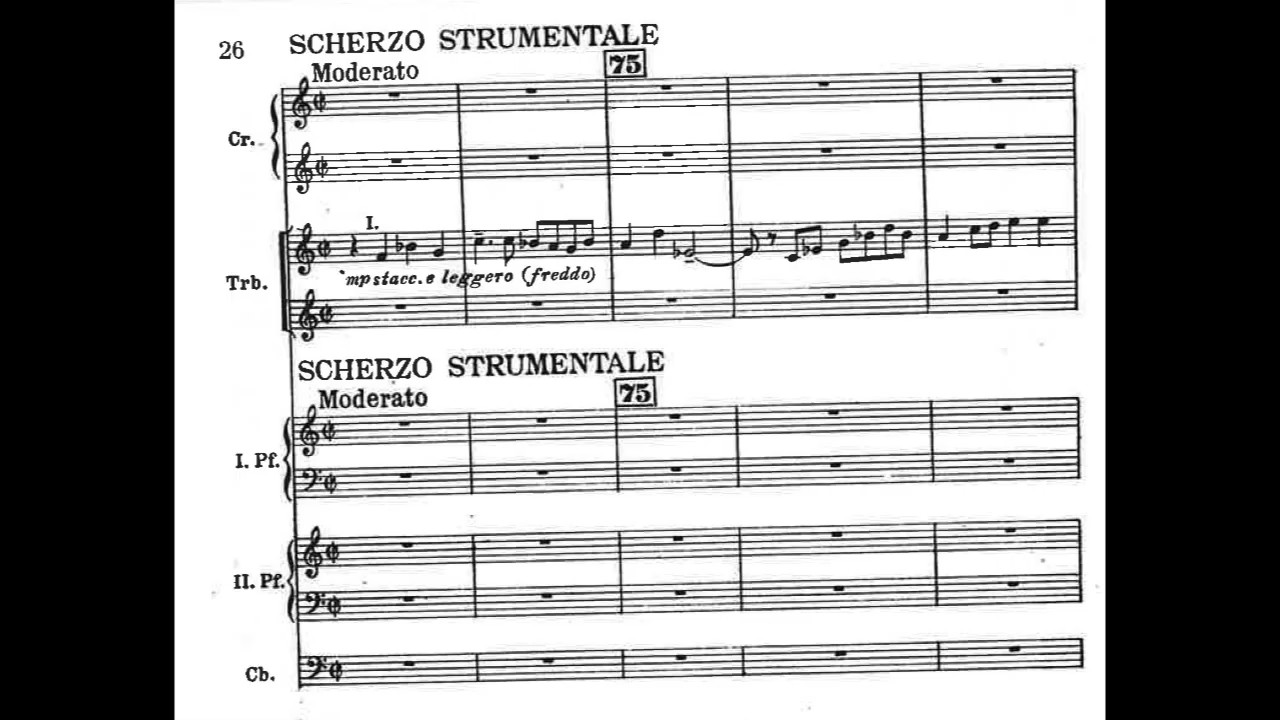 26 SCHERZO STRUMENTALE
Moderato
75
Cr.
I.
Trb.
mp stacc. e leggero (freddo)
SCHERZO STRUMENTALE
Moderato
75
I. Pf.
II. Pf.
Cb.